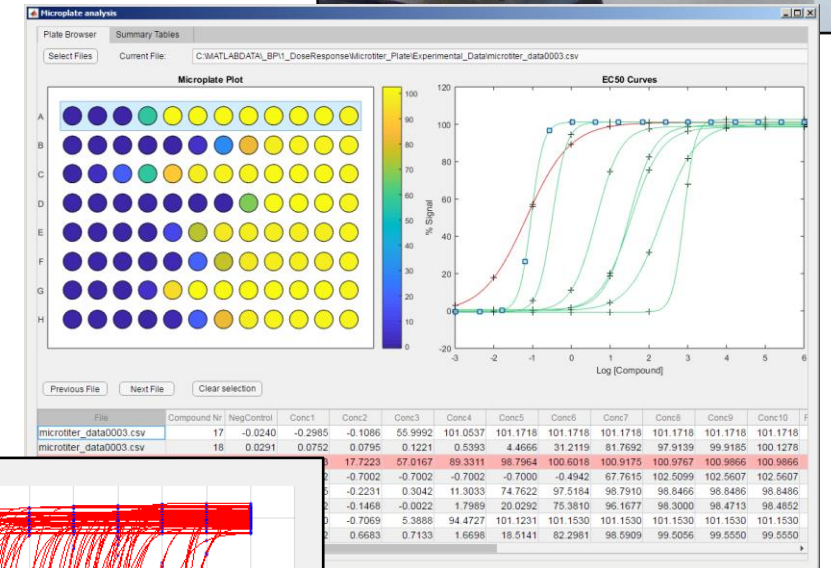 Microplate analysis
Plate Browser Summary Tables
Select Files Current File: C:\MATLABDATA\_BP\1_DoseResponse\Microtiter_Plate\Experimental_Data\microtiter_data0003.csv
Microplate Plot
A
B
C
D
E
F
G
H
100
90
80
70
60
50
40
30
20
10
0
EC50 Curves
120
100
80
60
40
20
0
-20
% Signal
-3 -2 -1 0 1 2 3 4 5 6
Log [Compound]
Previous File Next File Clear selection
File Compound Nr NegControl Conc1 Conc2 Conc3 Conc4 Conc5 Conc6 Conc7 Conc8 Conc9 Conc10
microtiter_data0003.csv 17 -0.0240 -0.2985 -0.1086 55.9992 101.0537 101.1718 101.1718 101.1718 101.1718 101.1718 101.1718
microtiter_data0003.csv 18 0.0291 0.0752 0.0795 0.1221 0.5393 4.4666 31.2119 81.7692 97.9139 99.9185 100.1278
17.7223 57.0167 89.3311 98.7964 100.6018 100.9175 100.9767 100.9866 100.9866
-0.7002 -0.7002 -0.7002 -0.7000 -0.4942 67.7615 102.5099 102.5607 102.5607
-0.2231 0.3042 11.3033 74.7622 97.5184 98.7910 98.8466 98.8486 98.8486
-0.1468 -0.0022 1.7989 20.0292 75.3810 96.1677 98.3000 98.4713 98.4852
-0.7069 5.3888 94.4727 101.1231 101.1530 101.1530 101.1530 101.1530 101.1530
0.6683 0.7133 1.6698 18.5141 82.2981 98.5909 99.5056 99.5550 99.5550